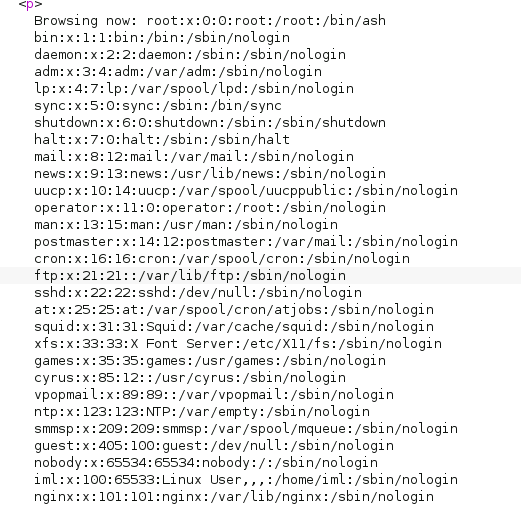 <p>
Browsing now: root:x:0:0:root:/root:/bin/ash
bin:x:1:1:bin:/bin:/sbin/nologin
daemon:x:2:2:daemon:/sbin:/sbin/nologin
adm:x:3:4:adm:/var/adm:/sbin/nologin
lp:x:4:7:lp:/var/spool/lpd:/sbin/nologin
sync:x:5:0:sync:/sbin:/bin/sync
shutdown:x:6:0:shutdown:/sbin:/sbin/shutdown
halt:x:7:0:halt:/sbin:/sbin/halt
mail:x:8:12:mail:/var/mail:/sbin/nologin
news:x:9:13:news:/usr/lib/news:/sbin/nologin
uucp:x:10:14:uucp:/var/spool/uucppublic:/sbin/nologin
operator:x:11:0:operator:/root:/sbin/nologin
man:x:13:15:man:/usr/man:/sbin/nologin
postmaster:x:14:12:postmaster:/var/mail:/sbin/nologin
cron:x:16:16:cron:/var/spool/cron:/sbin/nologin
ftp:x:21:21::/var/lib/ftp:/sbin/nologin
sshd:x:22:22:sshd:/dev/null:/sbin/nologin
at:x:25:25:at:/var/spool/cron/atjobs:/sbin/nologin
squid:x:31:31:Squid:/var/cache/squid:/sbin/nologin
xfs:x:33:33:X Font Server:/etc/X11/fs:/sbin/nologin
games:x:35:35:games:/usr/games:/sbin/nologin
cyrus:x:85:12::/usr/cyrus:/sbin/nologin
vpopmail:x:89:89::/var/vpopmail:/sbin/nologin
ntp:x:123:123:NTP:/var/empty:/sbin/nologin
smmsp:x:209:209:smmsp:/var/spool/mqueue:/sbin/nologin
guest:x:405:100:guest:/dev/null:/sbin/nologin
nobody:x:65534:65534:nobody:/:/sbin/nologin
iml:x:100:65533:Linux User,,,:/home/iml:/sbin/nologin
nginx:x:101:101:nginx:/var/lib/nginx:/sbin/nologin